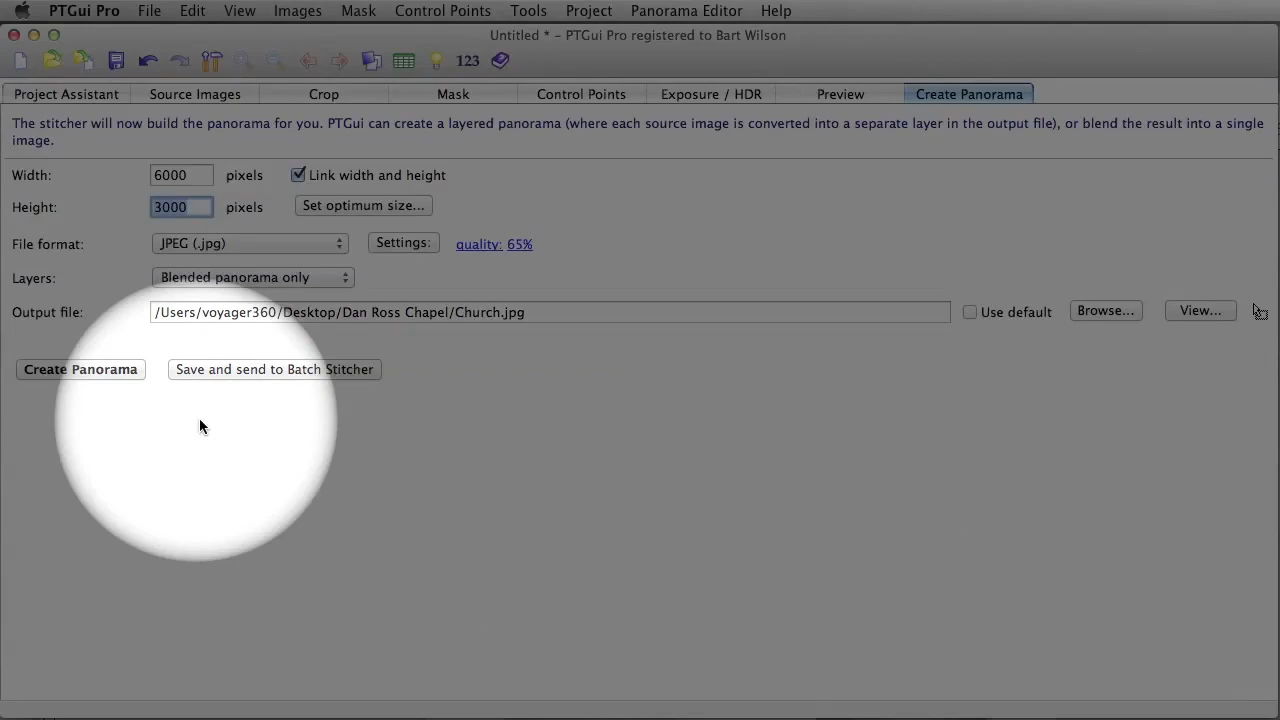 PTGui Pro File Edit View Images Mask Control Points Tools Project Panorama Editor Help
Untitled * - PTGui Pro registered to Bart Wilson
123
Project Assistant Source Images Crop Mask Control Points Exposure / HDR Preview Create Panorama
The stitcher will now build the panorama for you. PTGui can create a layered panorama (where each source image is converted into a separate layer in the output file), or blend the result into a single
image.
Width: 6000 pixels Link width and height
Height: 3000 pixels Set optimum size...
File format: JPEG (.jpg) Settings: quality: 65%
Layers: Blended panorama only
Output file: /Users/voyager360/Desktop/Dan Ross Chapel/Church.jpg Use default Browse... View...
Create Panorama Save and send to Batch Stitcher